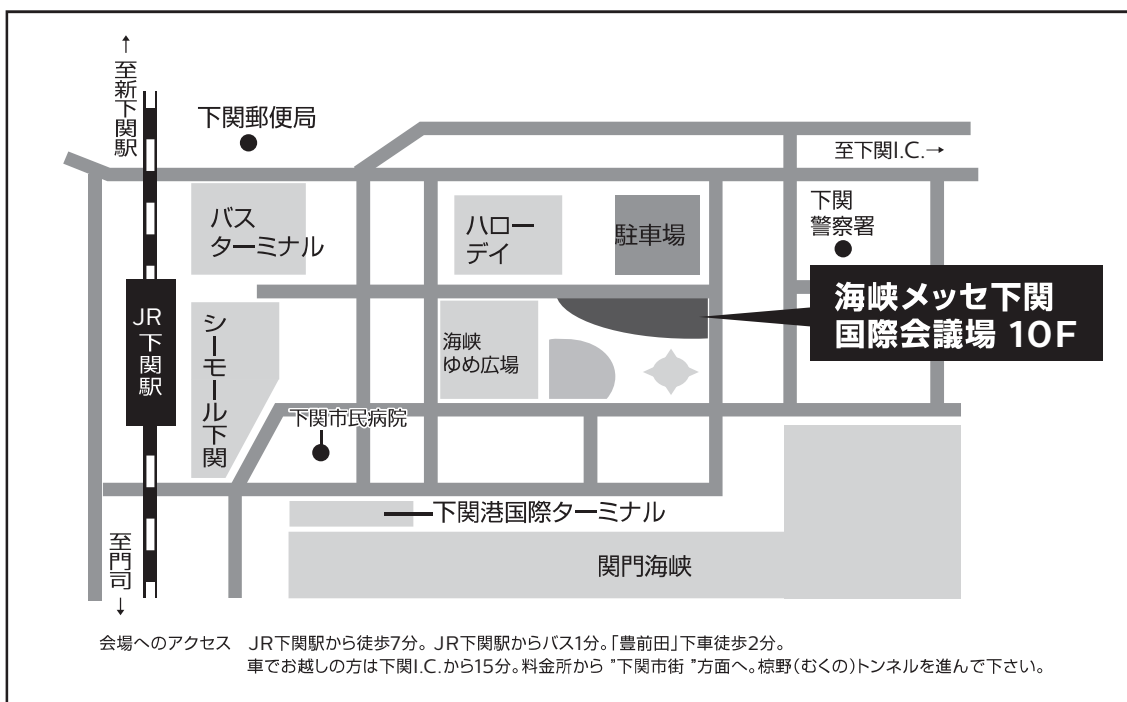 ↑
至新下関駅
下関郵便局
至下関I.C.→
バス
ターミナル
ハロー
デイ
駐車場
下関
警察署
JR下関駅
シーモール下関
海峡
ゆめ広場
海峡メッセ下関
国際会議場 10F
下関市民病院
下関港国際ターミナル
関門海峡
至門司
↓
会場へのアクセス JR下関駅から徒歩7分。JR下関駅からバス1分。「豊前田」下車徒歩2分。
車でお越しの方は下関I.C.から15分。料金所から ”下関市街 ”方面へ。椋野(むくの)トンネルを進んで下さい。